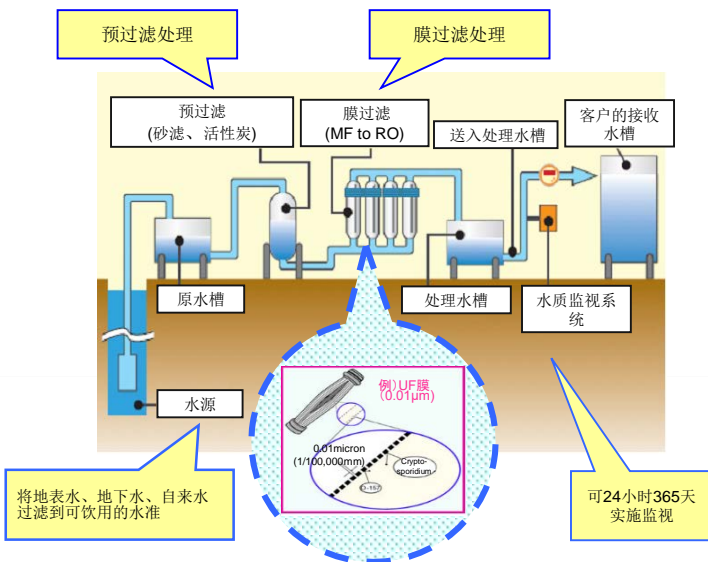 预过滤处理
膜过滤处理
预过滤
(砂滤、活性炭)
膜过滤
(MF to RO)
送入处理水槽
客户的接收
水槽
原水槽
处理水槽
水质监视系
统
水源
例)UF膜
(0.01μm)
0.01micron
(1/100,000mm)
Crypto-
sporidium
O-157
将地表水、地下水、自来水
过滤到可饮用的水准
可24小时365天
实施监视